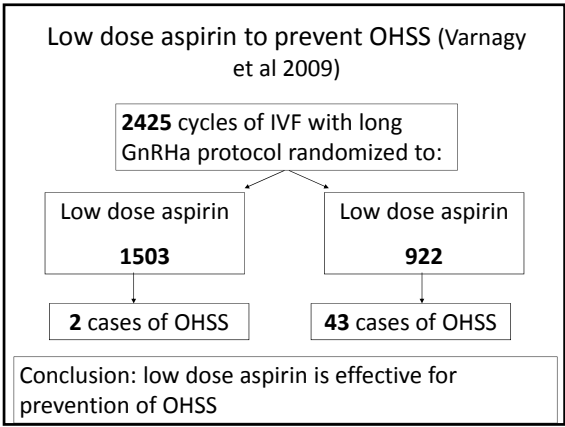 Low dose aspirin to prevent OHSS (Varnagy
et al 2009)
2425 cycles of IVF with long
GnRHa protocol randomized to:
Low dose aspirin
1503
Low dose aspirin
922
2 cases of OHSS
43 cases of OHSS
Conclusion: low dose aspirin is effective for
prevention of OHSS